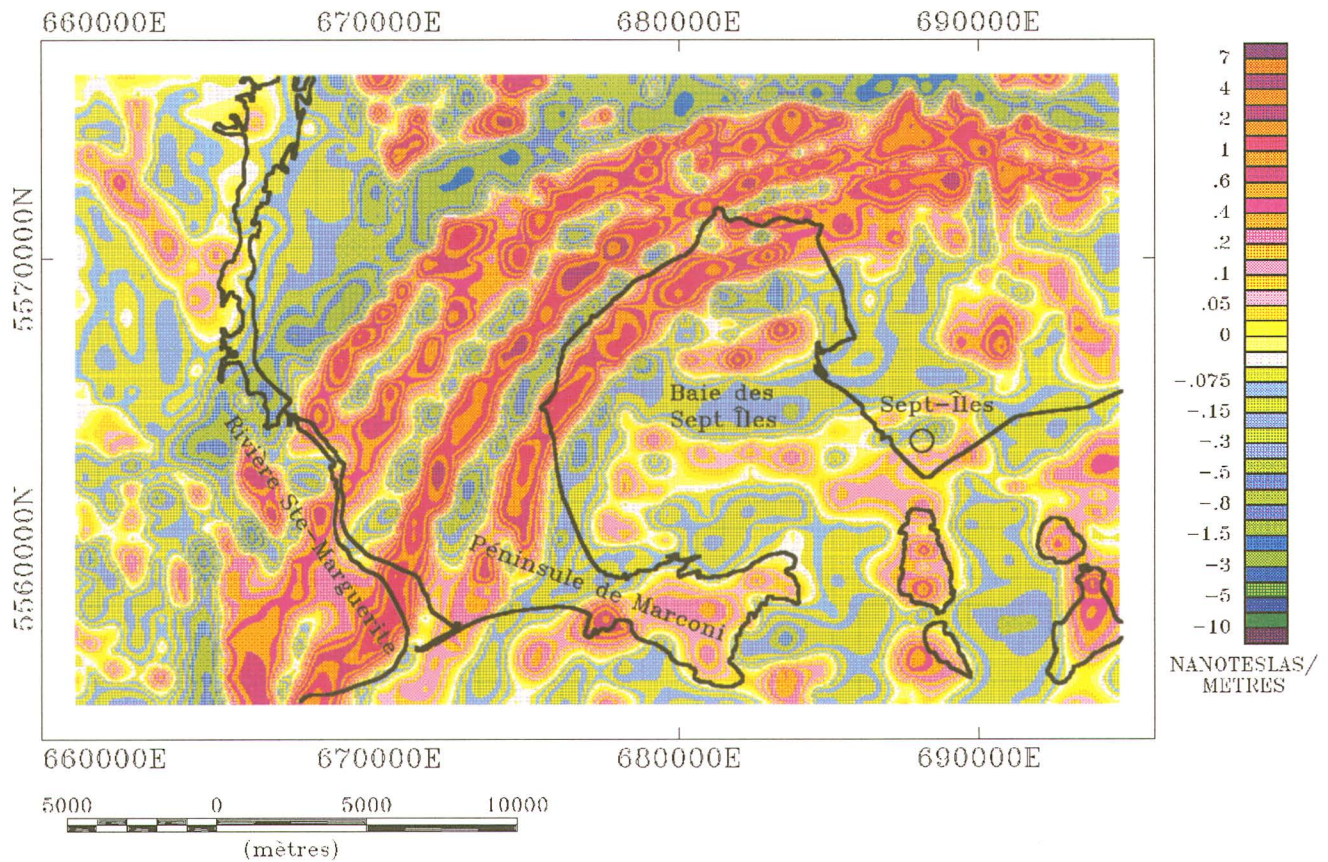 660000E 670000E 680000E 690000E
5570000N
5560000N
Baie des
Sept Îles
Sept-Îles
Rivière Ste-Marguerite
Péninsule de Marconi
660000E 670000E 680000E 690000E
5000 0 5000 10000
(mètres)
7
4
2
1
.6
.4
.2
.1
.05
0
-.075
-.15
-.3
-.5
-.8
-1.5
-3
-5
-10
NANOTESLAS/
METRES